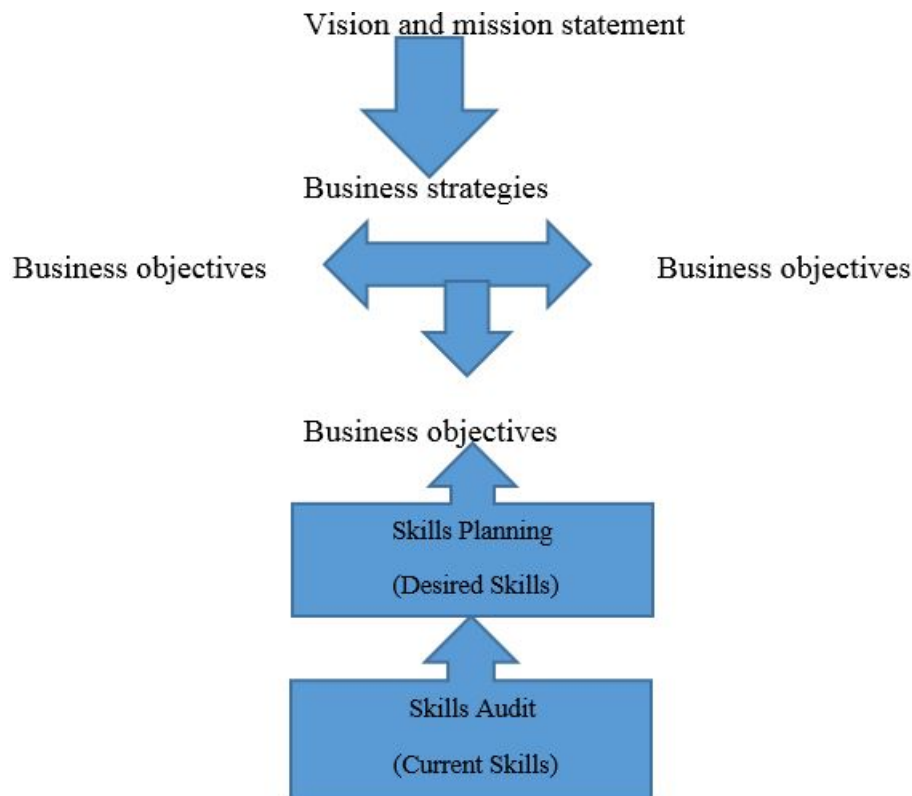 Vision and mission statement
Business strategies
Business objectives
Business objectives
Business objectives
Skills Planning
(Desired Skills)
Skills Audit
(Current Skills)